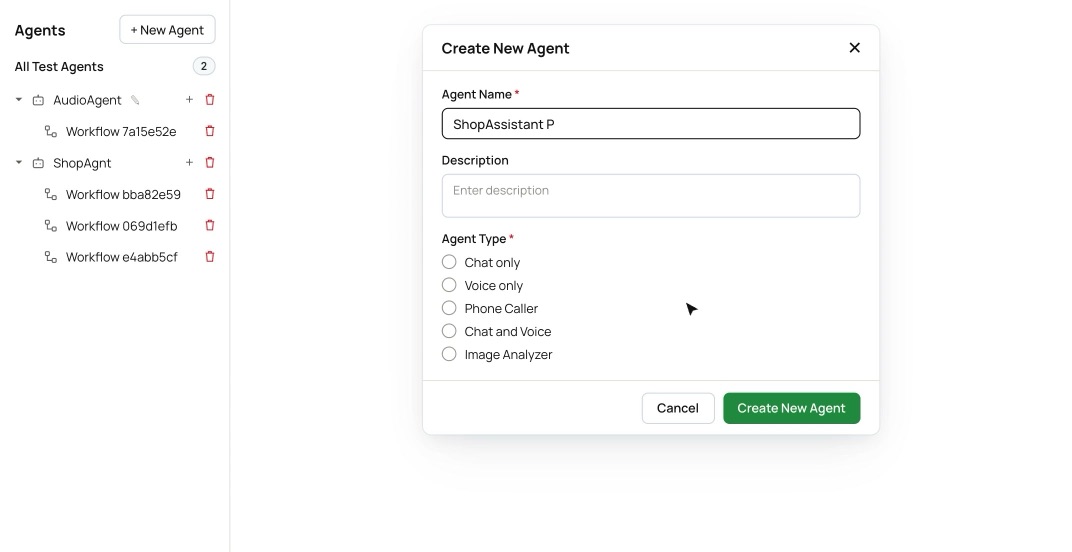 Agents
+ New Agent
All Test Agents
2
AudioAgent
Workflow 7a15e52e
ShopAgnt
Workflow bba82e59
Workflow 069d1efb
Workflow e4abb5cf
Create New Agent
Agent Name *
ShopAssistant P
Description
Enter description
Agent Type *
Chat only
Voice only
Phone Caller
Chat and Voice
Image Analyzer
Cancel
Create New Agent